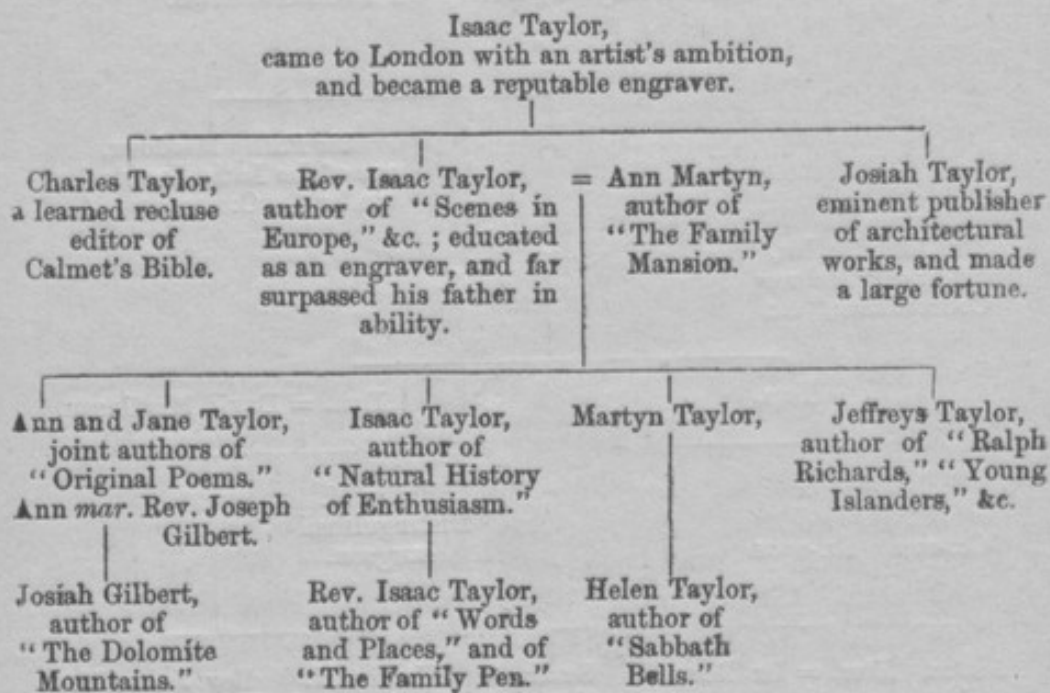 Isaac Taylor,
came to London with an artist's ambition,
and became a reputable engraver.
Charles Taylor,
a learned recluse
editor of
Calmet's Bible.
Rev. Isaac Taylor,
author of "Scenes in
Europe," &c. ; educated
as an engraver, and far
surpassed his father in
ability.
= Ann Martyn,
author of
"The Family
Mansion."
Josiah Taylor,
eminent publisher
of architectural
works, and made
a large fortune.
Ann and Jane Taylor,
joint authors of
"Original Poems."
Ann mar. Rev. Joseph
Gilbert.
Isaac Taylor,
author of
"Natural History
of Enthusiasm."
Martyn Taylor,
Jeffreys Taylor,
author of "Ralph
Richards," "Young
Islanders," &c.
Josiah Gilbert,
author of
"The Dolomite
Mountains."
Rev. Isaac Taylor,
author of "Words
and Places," and of
"The Family Pen."
Helen Taylor,
author of
"Sabbath
Bells."